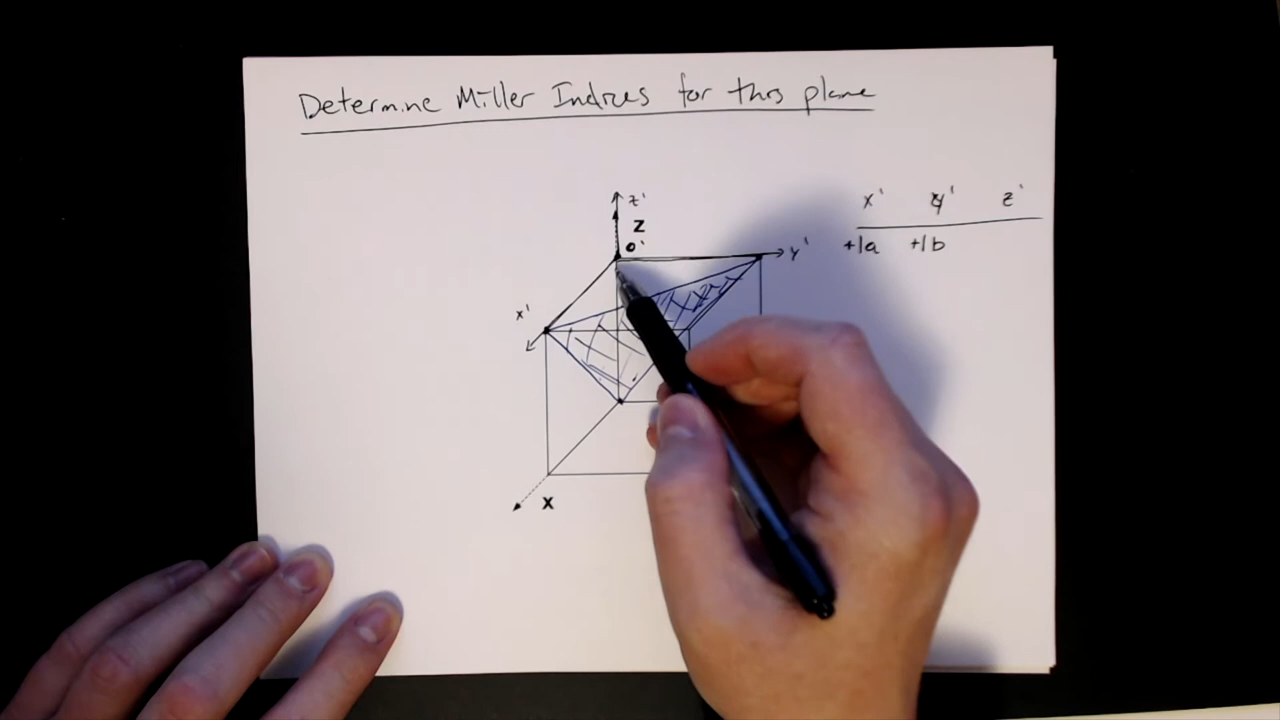 Determine Miller Indices for this plane
z'
x' y' z'
Z
O'
y'
+1a +1b
x'
X